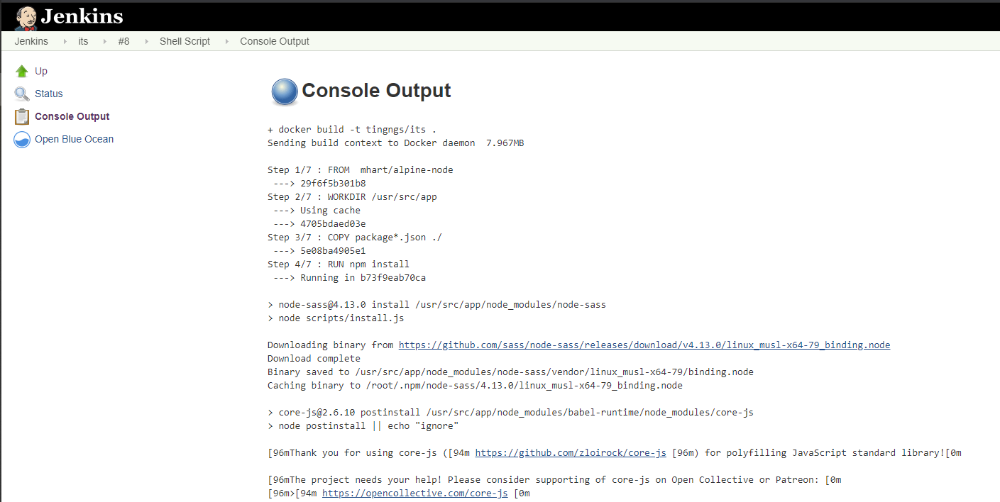 Jenkins
Jenkins its #8 Shell Script Console Output
Up
Status
Console Output
Open Blue Ocean
Console Output
+ docker build -t tingngs/its .
Sending build context to Docker daemon  7.967MB
Step 1/7 : FROM  mhart/alpine-node
 ---> 29f6f5b301b8
Step 2/7 : WORKDIR /usr/src/app
 ---> Using cache
 ---> 4705bdaed03e
Step 3/7 : COPY package*.json ./
 ---> 5e08ba4905e1
Step 4/7 : RUN npm install
 ---> Running in b73f9eab70ca
> node-sass@4.13.0 install /usr/src/app/node_modules/node-sass
> node scripts/install.js
Downloading binary from https://github.com/sass/node-sass/releases/download/v4.13.0/linux_musl-x64-79_binding.node
Download complete
Binary saved to /usr/src/app/node_modules/node-sass/vendor/linux_musl-x64-79/binding.node
Caching binary to /root/.npm/node-sass/4.13.0/linux_musl-x64-79_binding.node
> core-js@2.6.10 postinstall /usr/src/app/node_modules/babel-runtime/node_modules/core-js
> node postinstall || echo "ignore"
[96mThank you for using core-js ([94m https://github.com/zloirock/core-js [96m) for polyfilling JavaScript standard library![0m
[96mThe project needs your help! Please consider supporting of core-js on Open Collective or Patreon: [0m
[96m>[94m https://opencollective.com/core-js [0m